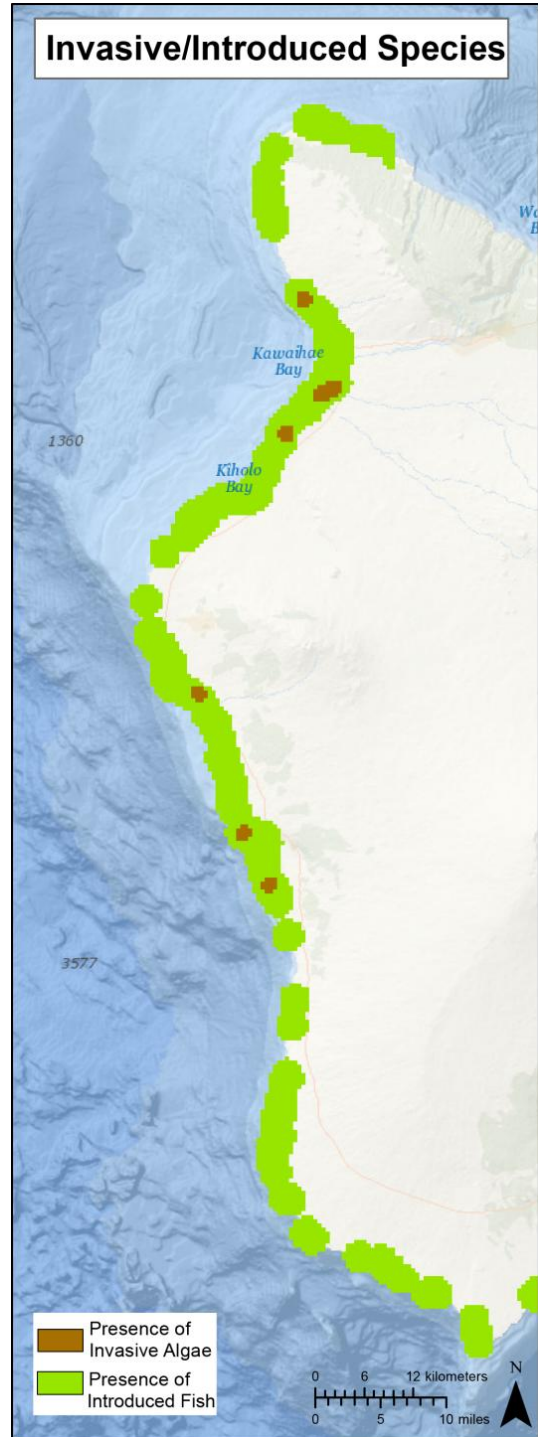 Invasive/Introduced Species
Kawaihae
Bay
1360
Kiholo
Bay
3577
Presence of
Invasive Algae
Presence of
Introduced Fish
0 6 12 kilometers
0 5 10 miles
N